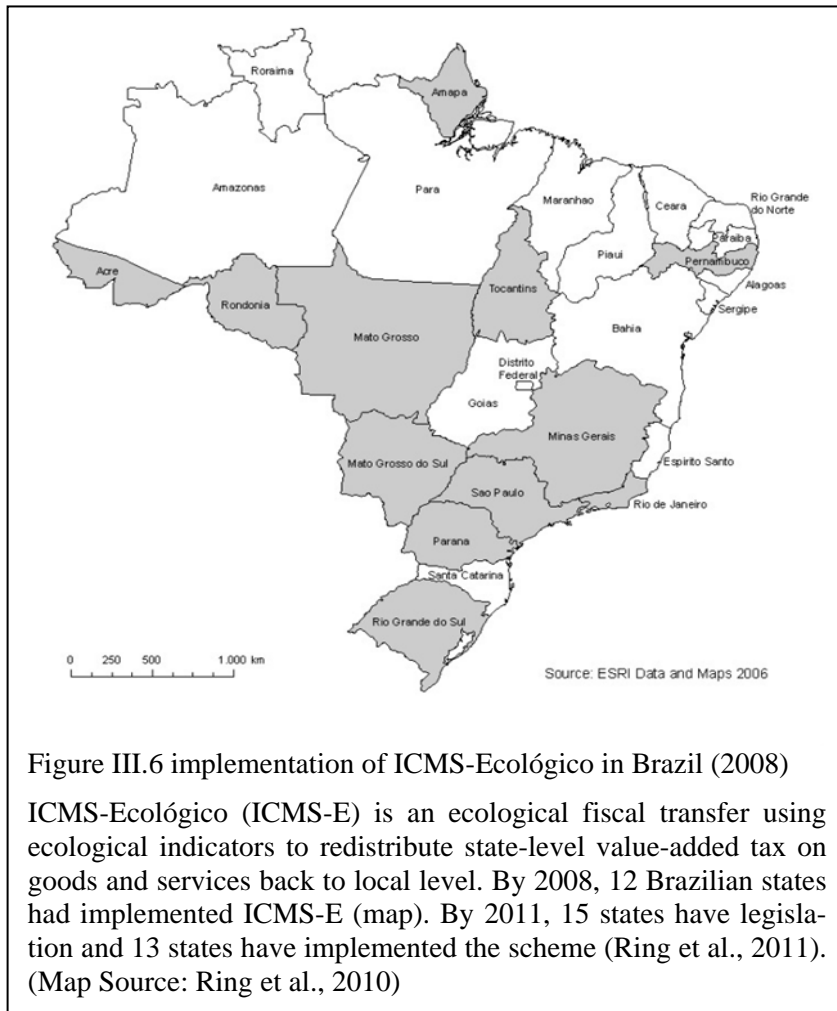 Roraima
Amapa
Amazonas
Para
Maranhao
Ceara
Rio Grande
do Norte
Paraiba
Piaui
Pernambuco
Acre
Alagoas
Rondonia
Tocantins
Sergipe
Mato Grosso
Bahia
Distrito
Federal
Goias
Minas Gerais
Mato Grosso do Sul
Espirito Santo
Sao Paulo
Rio de Janeiro
Parana
Santa Catarina
Rio Grande do Sul
0 250 500 1.000 km
Source: ESRI Data and Maps 2006
Figure III.6 implementation of ICMS-Ecológico in Brazil (2008)
ICMS-Ecológico (ICMS-E) is an ecological fiscal transfer using
ecological indicators to redistribute state-level value-added tax on
goods and services back to local level. By 2008, 12 Brazilian states
had implemented ICMS-E (map). By 2011, 15 states have legisla-
tion and 13 states have implemented the scheme (Ring et al., 2011).
(Map Source: Ring et al., 2010)